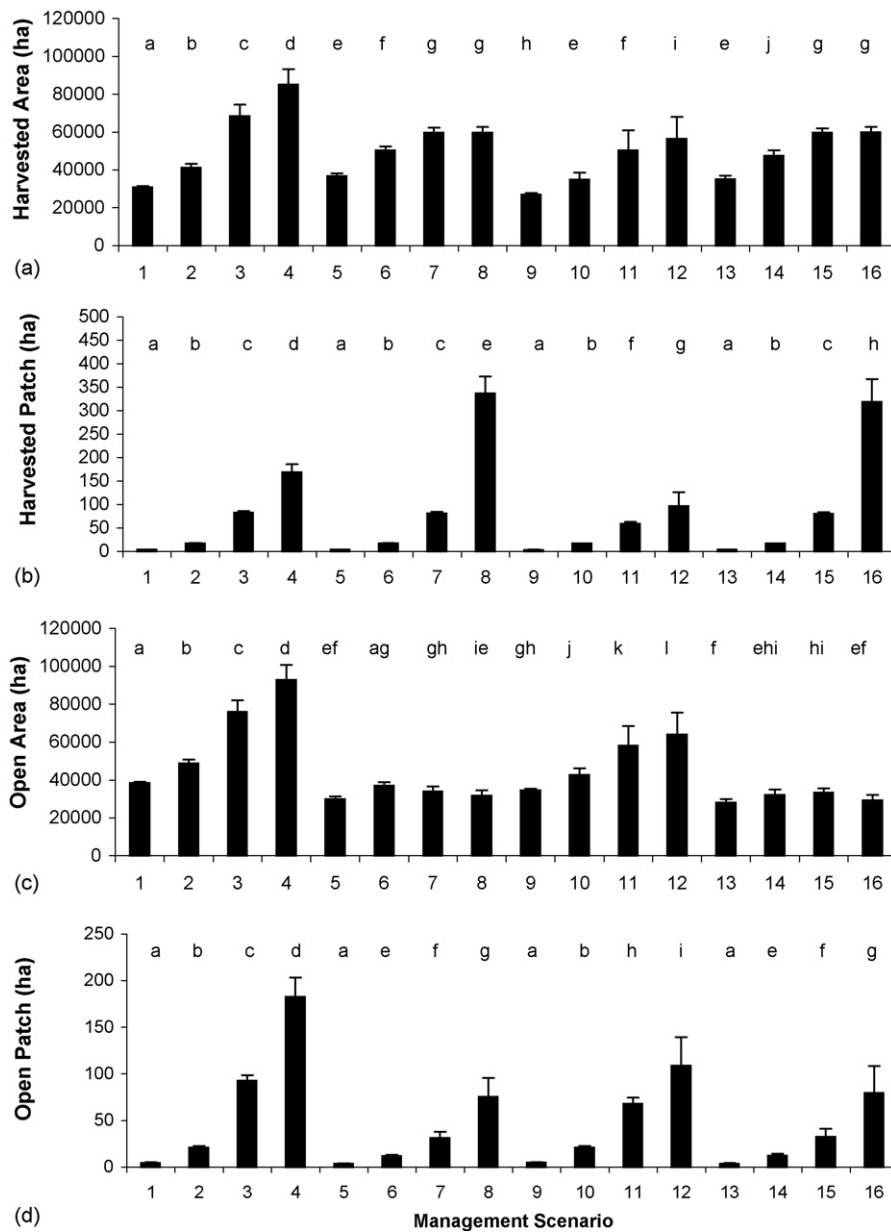 120000
100000
80000
60000
40000
20000
0
Harvested Area (ha)
a b c d e f g g h e f i e j g g
(a)
1 2 3 4 5 6 7 8 9 10 11 12 13 14 15 16
500
450
400
350
300
250
200
150
100
50
0
Harvested Patch (ha)
a b c d a b c e a b f g a b c h
(b)
1 2 3 4 5 6 7 8 9 10 11 12 13 14 15 16
120000
100000
80000
60000
40000
20000
0
Open Area (ha)
a b c d ef ag gh ie gh j k l f ehi hi ef
(c)
1 2 3 4 5 6 7 8 9 10 11 12 13 14 15 16
250
200
150
100
50
0
Open Patch (ha)
a b c d a e f g a b h i a e f g
(d)
1 2 3 4 5 6 7 8 9 10 11 12 13 14 15 16
Management Scenario